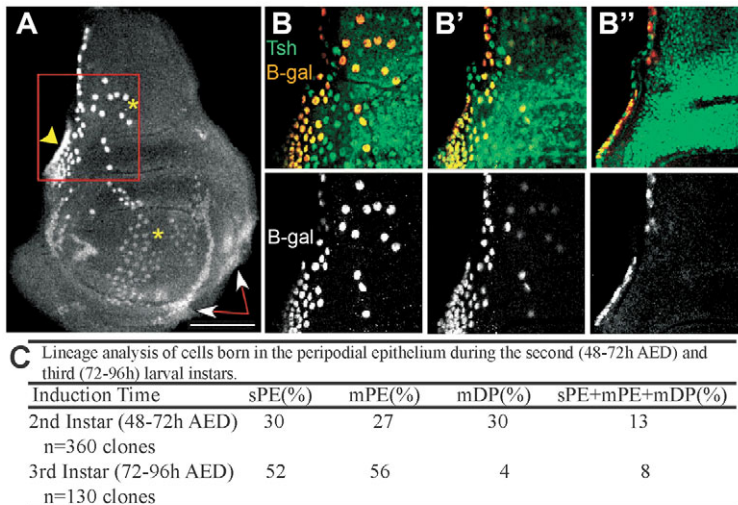 A
B
Tsh
B-gal
B'
B''
B-gal
C Lineage analysis of cells born in the peripodial epithelium during the second (48-72h AED) and
third (72-96h) larval instars.
Induction Time sPE(%) mPE(%) mDP(%) sPE+mPE+mDP(%)
2nd Instar (48-72h AED) 30 27 30 13
n=360 clones
3rd Instar (72-96h AED) 52 56 4 8
n=130 clones